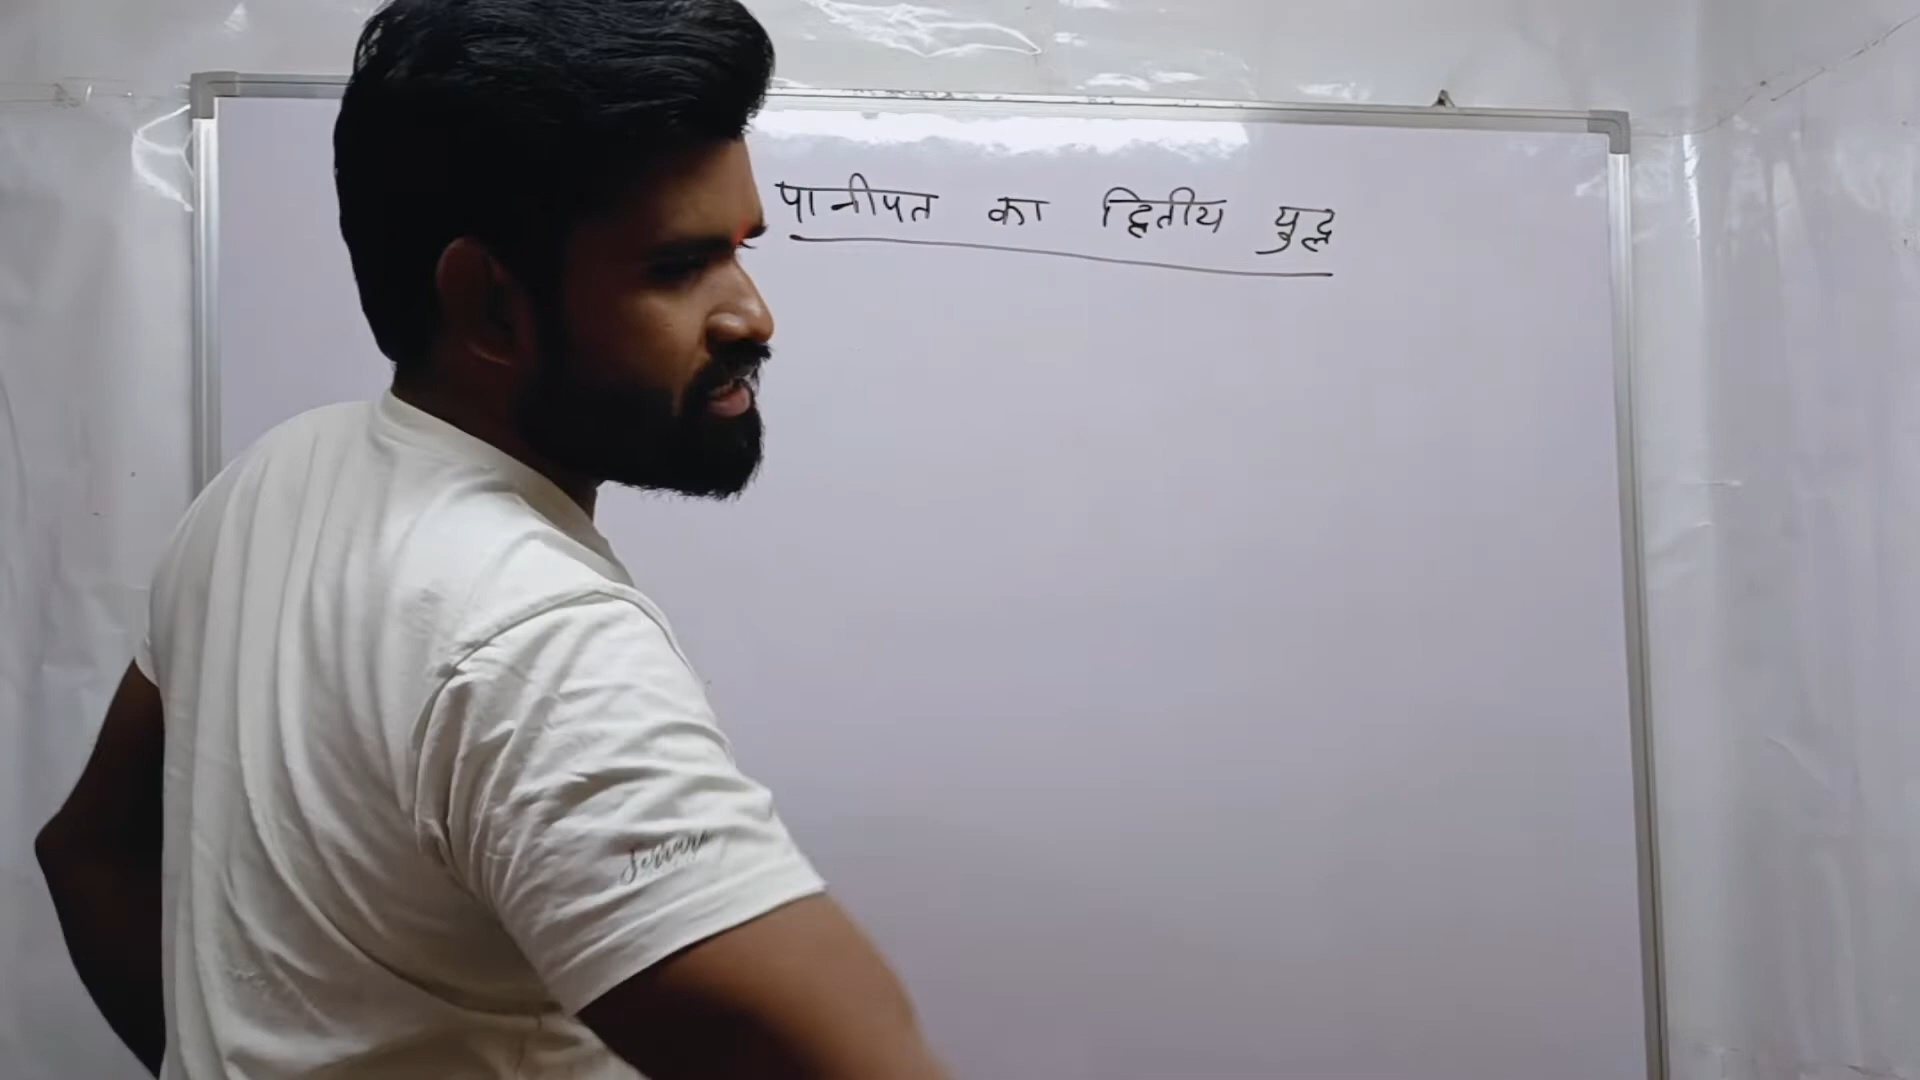 पानीपत का द्वितीय युद्ध